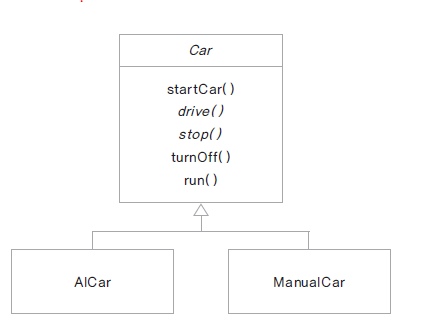 Car
startCar( )
drive( )
stop( )
turnOff( )
run( )
AICar
ManualCar